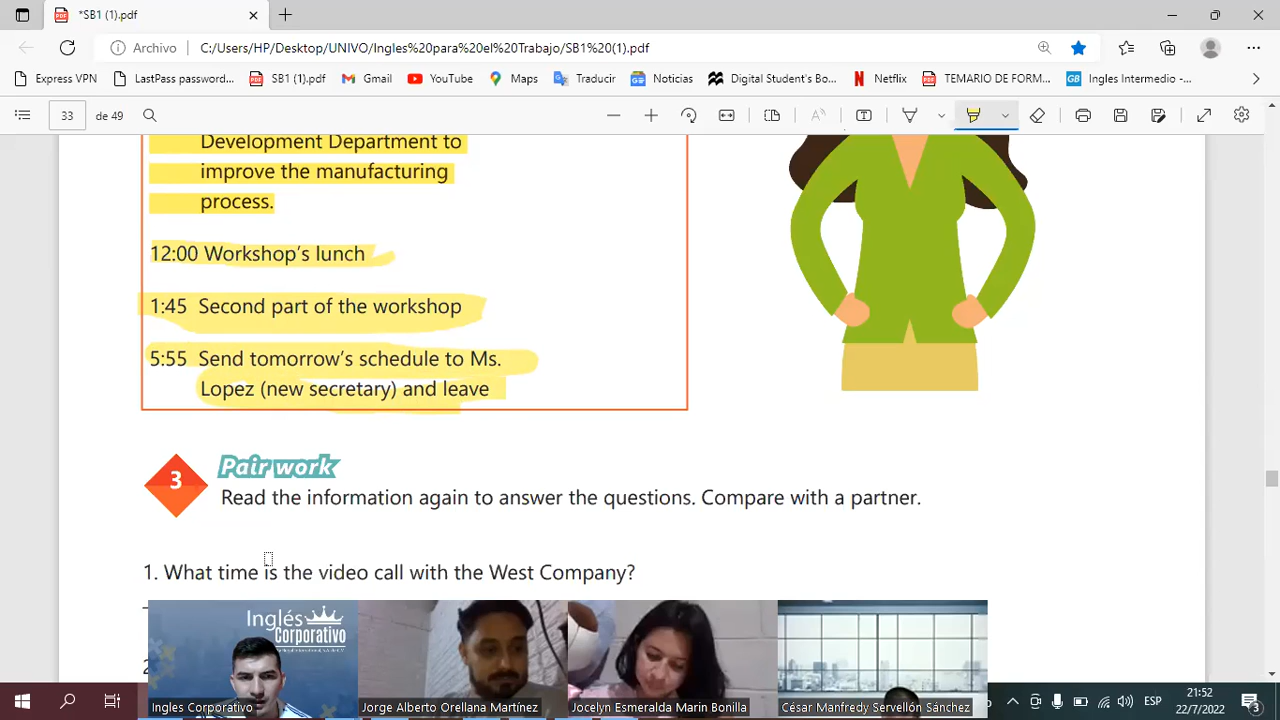 *SB1 (1).pdf
Archivo
C:/Users/HP/Desktop/UNIVO/Ingles%20para%20el%20Trabajo/SB1%20(1).pdf
Express VPN
LastPass password...
SB1 (1).pdf
Gmail
YouTube
Maps
Traducir
Noticias
Digital Student's Bo...
Netflix
TEMARIO DE FORM...
Ingles Intermedio -...
33
de 49
Development Department to
improve the manufacturing
process.
12:00 Workshop's lunch
1:45 Second part of the workshop
5:55 Send tomorrow's schedule to Ms.
Lopez (new secretary) and leave
3
Pair work
Read the information again to answer the questions. Compare with a partner.
1. What time is the video call with the West Company?
2
Inglés
Corporativo
Ingles Corporativo
Jorge Alberto Orellana Martínez
Jocelyn Esmeralda Marin Bonilla
César Manfredy Servellón Sánchez
ESP
21:52
22/7/2022
3